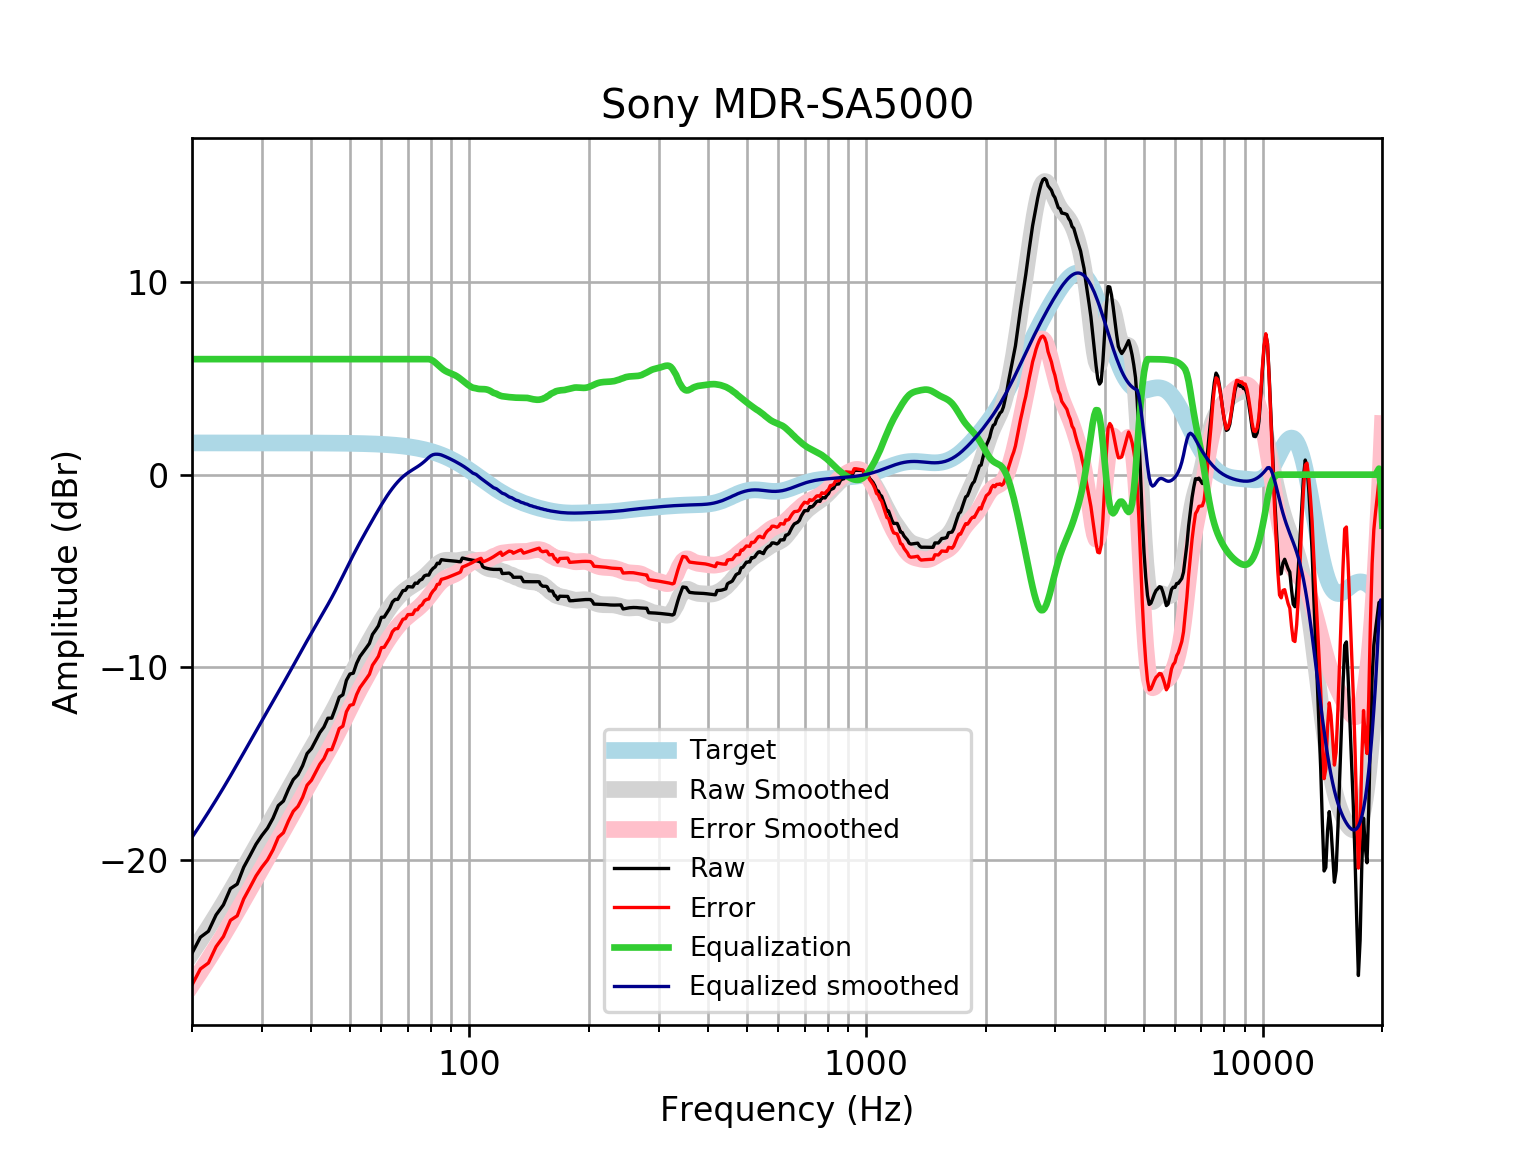 Sony MDR-SA5000
Amplitude (dBr)
10
0
−10
−20
Target
Raw Smoothed
Error Smoothed
Raw
Error
Equalization
Equalized smoothed
100 1000 10000
Frequency (Hz)